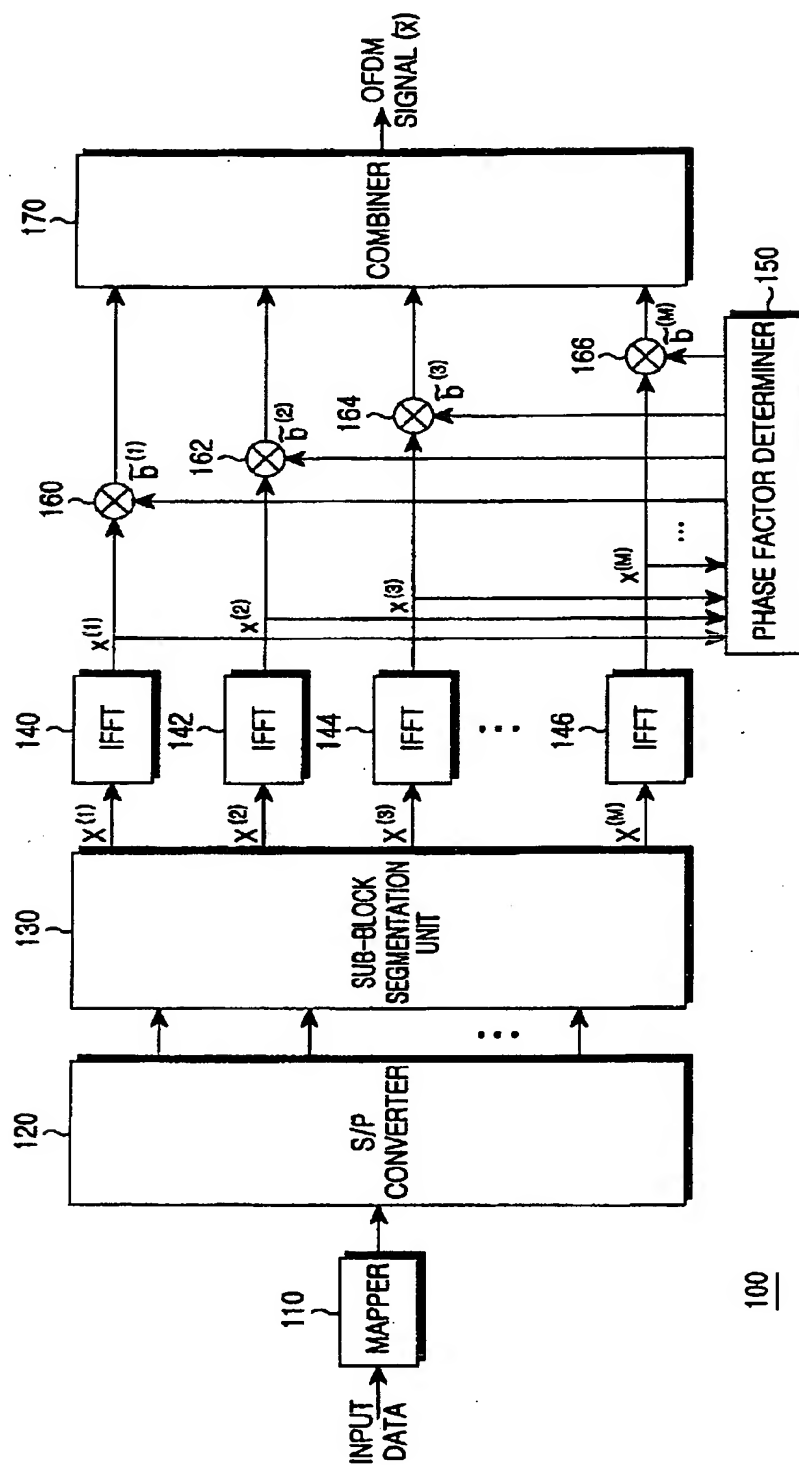 INPUT
DATA
110
MAPPER
120
S/P
CONVERTER
...
130
SUB-BLOCK
SEGMENTATION
UNIT
X(1)
X(2)
X(3)
X(M)
140
IFFT
142
IFFT
144
IFFT
...
146
IFFT
x(1)
x(2)
x(3)
x(M)
...
160
b̃(1)
162
b̃(2)
164
b̃(3)
166
b̃(M)
150
PHASE FACTOR DETERMINER
170
COMBINER
OFDM
SIGNAL (x̃)
100